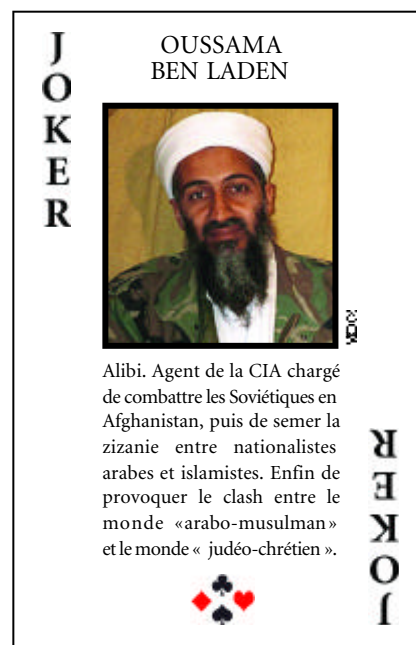 JOKER
OUSSAMA
BEN LADEN
Alibi. Agent de la CIA chargé
de combattre les Soviétiques en
Afghanistan, puis de semer la
zizanie entre nationalistes
arabes et islamistes. Enfin de
provoquer le clash entre le
monde «arabo-musulman»
et le monde « judéo-chrétien ».
JOKER